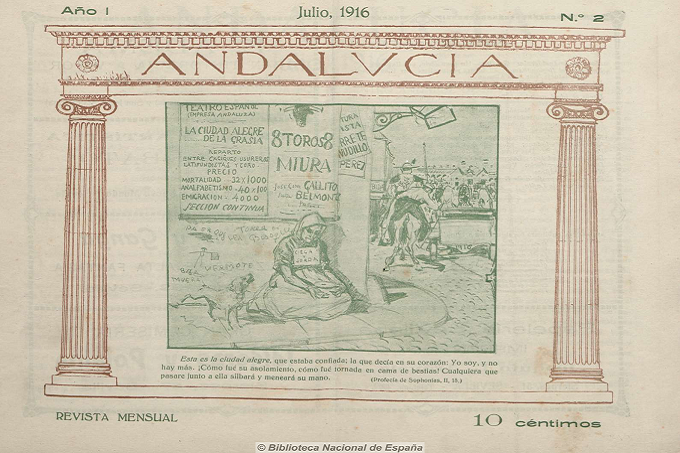 Año I
Julio, 1916
N.° 2
ANDALVCIA
TEATRO ESPAÑOL
(EMPRESA ANDALUZA)
LA CIUDAD ALEGRE
DE LA GRASIA
REPARTO
ENTRE CACIQUES USUREROS
LATIFUNDISTAS Y CORO
PRECIO
MORTALIDAD - 32 X 1000
ANALFABETISMO - 40 X 100
EMIGRACION - 4000
SECCION CONTINUA
8 TOROS 8
MIURA
GALLITO
BELMONTE
Esta es la ciudad alegre, que estaba confiada; la que decía en su corazón: Yo soy, y no
hay más. ¡Cómo fué su asolamiento, cómo fué tornada en cama de bestias! Cualquiera que
pasare junto a ella silbará y meneará su mano.
(Profecía de Sophonías, II, 15.)
REVISTA MENSUAL
10 céntimos
© Biblioteca Nacional de España